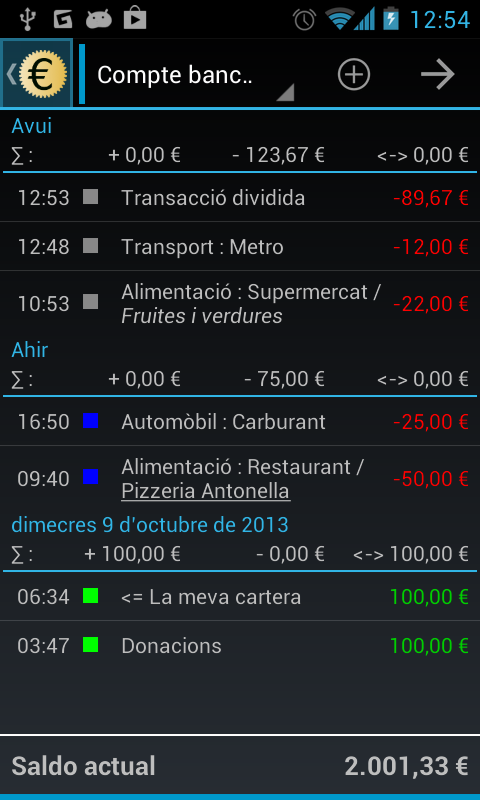 12:54
€ Compte banc..
Avui
∑ : + 0,00 € - 123,67 € <-> 0,00 €
12:53 Transacció dividida -89,67 €
12:48 Transport : Metro -12,00 €
10:53 Alimentació : Supermercat / -22,00 €
Fruites i verdures
Ahir
∑ : + 0,00 € - 75,00 € <-> 0,00 €
16:50 Automòbil : Carburant -25,00 €
09:40 Alimentació : Restaurant / -50,00 €
Pizzeria Antonella
dimecres 9 d'octubre de 2013
∑ : + 100,00 € - 0,00 € <-> 100,00 €
06:34 <= La meva cartera 100,00 €
03:47 Donacions 100,00 €
Saldo actual 2.001,33 €